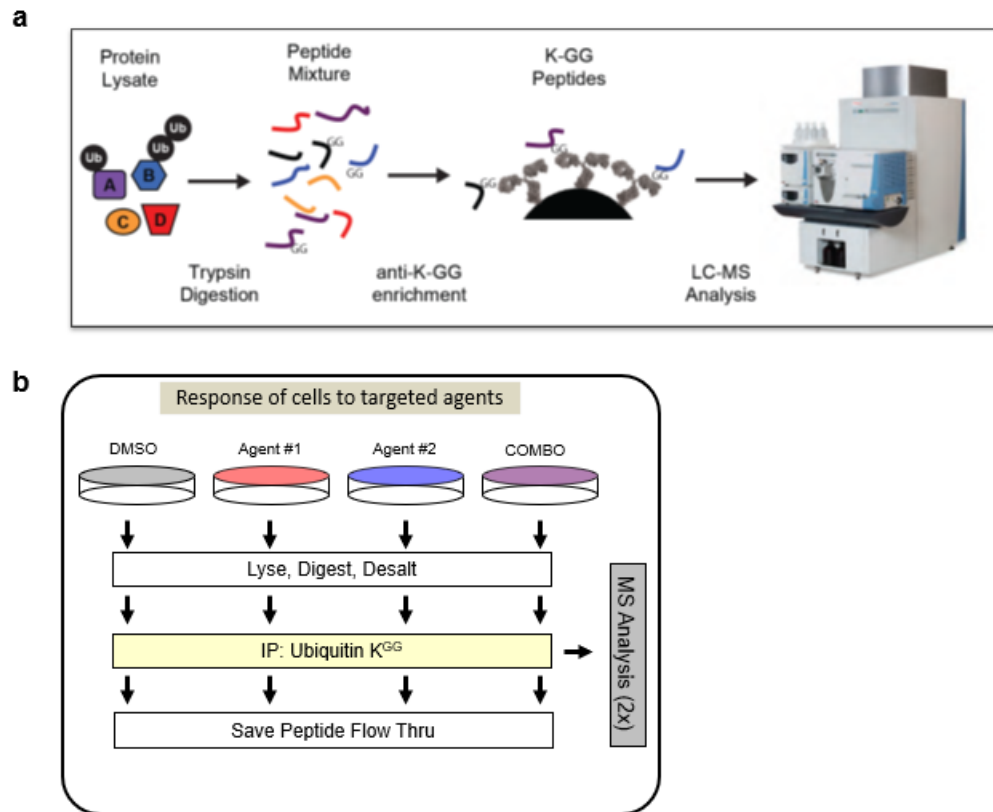 a
Protein
Lysate
Peptide
Mixture
K-GG
Peptides
Ub
Ub
Ub
A
B
C
D
GG
GG
GG
GG
GG
GG
Trypsin
Digestion
anti-K-GG
enrichment
LC-MS
Analysis
b
Response of cells to targeted agents
DMSO
Agent #1
Agent #2
COMBO
Lyse, Digest, Desalt
IP: Ubiquitin Kᴳᴳ
Save Peptide Flow Thru
MS Analysis (2x)